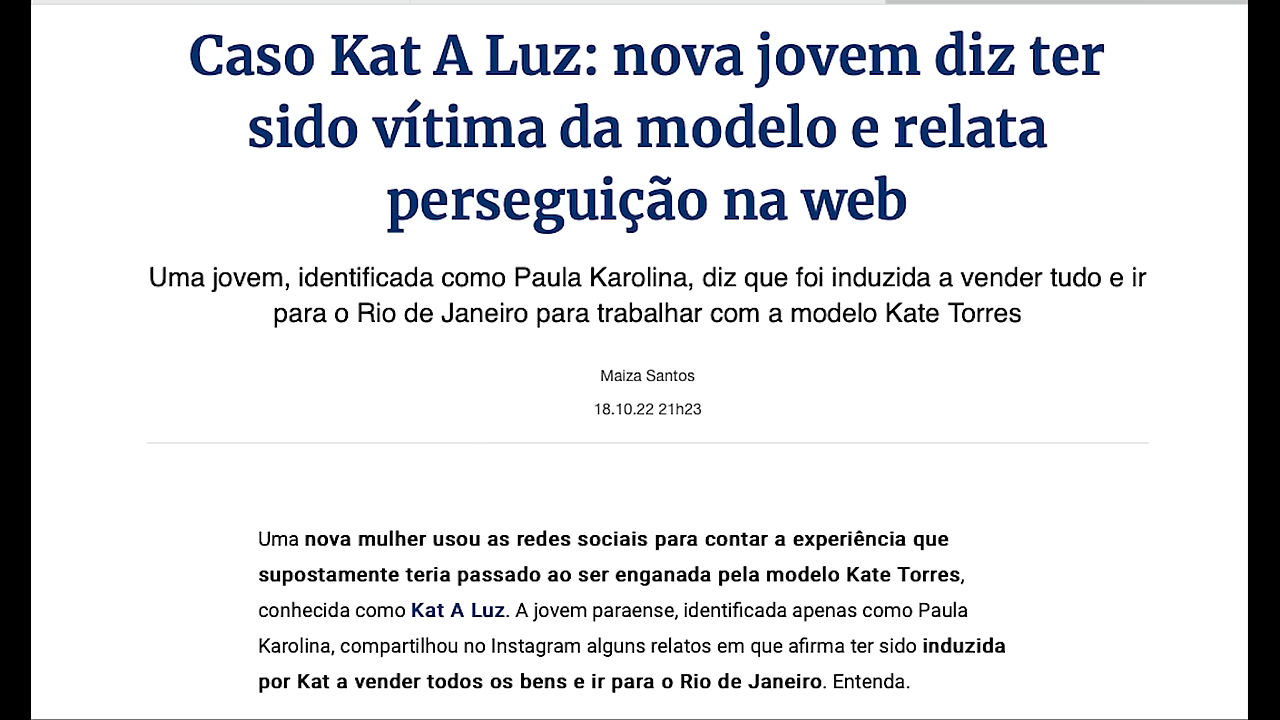 Caso Kat A Luz: nova jovem diz ter
sido vítima da modelo e relata
perseguição na web
Uma jovem, identificada como Paula Karolina, diz que foi induzida a vender tudo e ir
para o Rio de Janeiro para trabalhar com a modelo Kate Torres
Maiza Santos
18.10.22 21h23
Uma nova mulher usou as redes sociais para contar a experiência que
supostamente teria passado ao ser enganada pela modelo Kate Torres,
conhecida como Kat A Luz. A jovem paraense, identificada apenas como Paula
Karolina, compartilhou no Instagram alguns relatos em que afirma ter sido induzida
por Kat a vender todos os bens e ir para o Rio de Janeiro. Entenda.